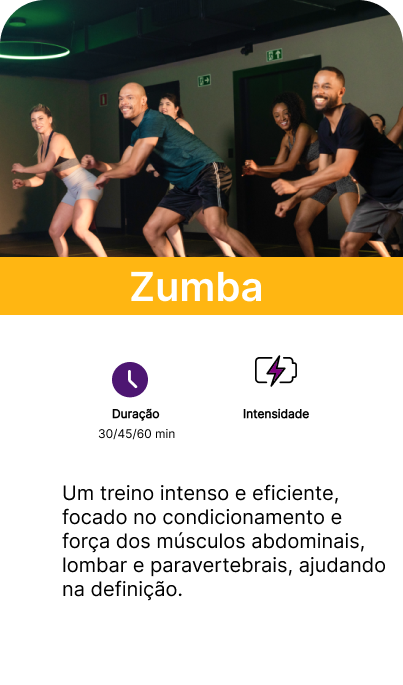 Zumba
Duração
Intensidade
30/45/60 min
Um treino intenso e eficiente,
focado no condicionamento e
força dos músculos abdominais,
lombar e paravertebrais, ajudando
na definição.